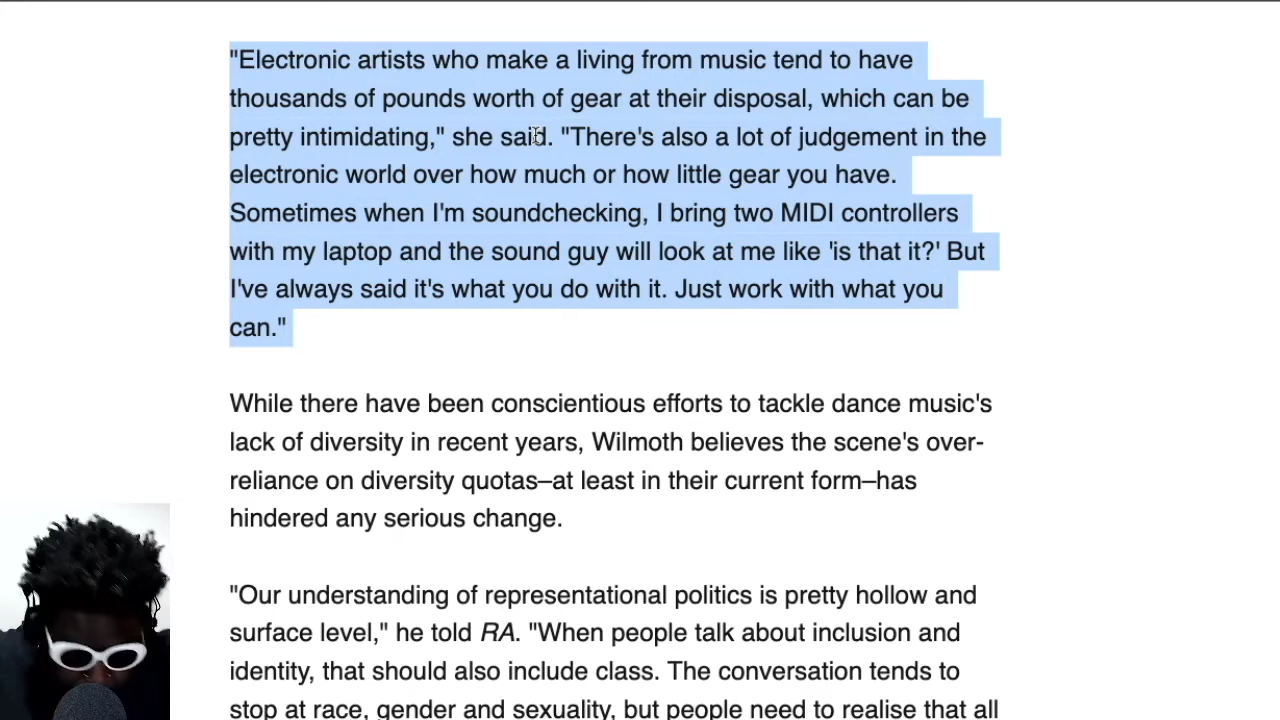 "Electronic artists who make a living from music tend to have
thousands of pounds worth of gear at their disposal, which can be
pretty intimidating," she said. "There's also a lot of judgement in the
electronic world over how much or how little gear you have.
Sometimes when I'm soundchecking, I bring two MIDI controllers
with my laptop and the sound guy will look at me like 'is that it?' But
I've always said it's what you do with it. Just work with what you
can."
While there have been conscientious efforts to tackle dance music's
lack of diversity in recent years, Wilmoth believes the scene's over-
reliance on diversity quotas—at least in their current form—has
hindered any serious change.
"Our understanding of representational politics is pretty hollow and
surface level," he told RA. "When people talk about inclusion and
identity, that should also include class. The conversation tends to
stop at race, gender and sexuality, but people need to realise that all